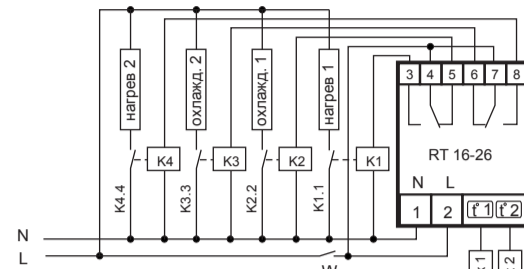 нагрев 2
охлажд. 2
охлажд. 1
нагрев 1
K4
K3
K2
K1
K4.4
K3.3
K2.2
K1.1
3 4 5 6 7 8
RT 16-26
N L
1 2 t° 1 t° 2
N
L
W